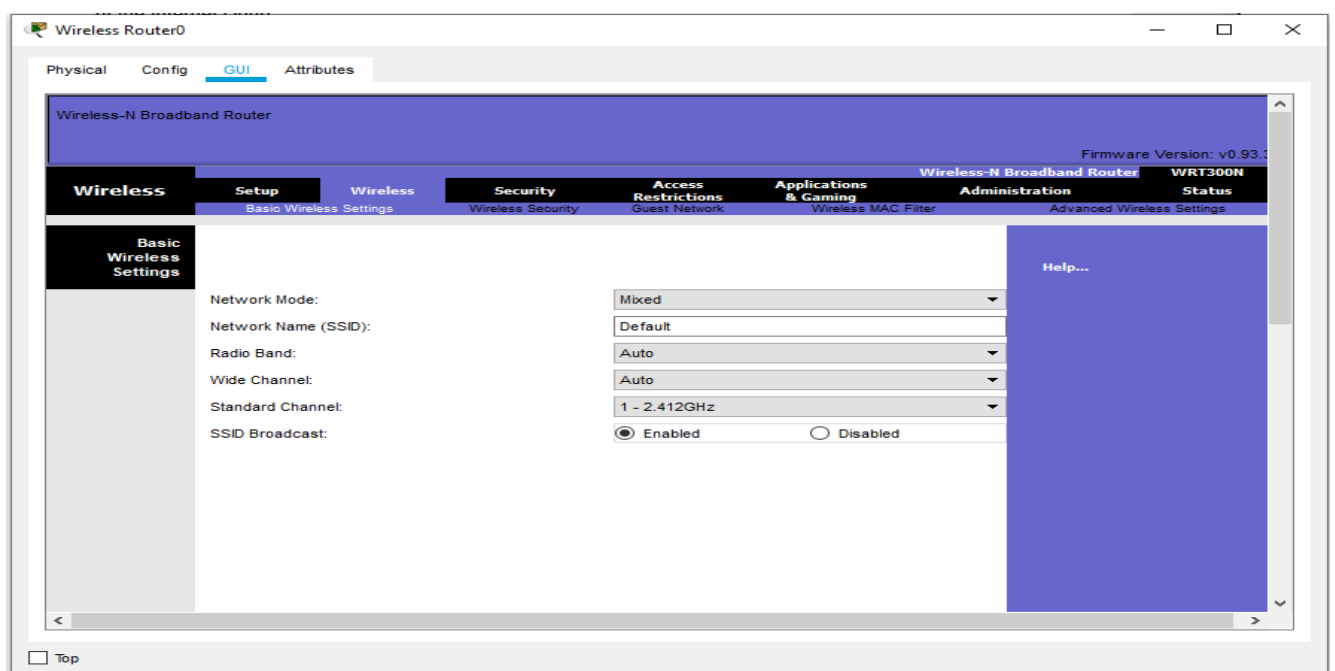 Wireless Router0
Physical Config GUI Attributes
Wireless-N Broadband Router
Firmware Version: v0.93.3
Wireless-N Broadband Router WRT300N
Wireless Setup Wireless Security Access Restrictions Applications & Gaming Administration Status
Basic Wireless Settings Wireless Security Guest Network Wireless MAC Filter Advanced Wireless Settings
Basic
Wireless
Settings
Help...
Network Mode: Mixed
Network Name (SSID): Default
Radio Band: Auto
Wide Channel: Auto
Standard Channel: 1 - 2.412GHz
SSID Broadcast: Enabled Disabled
Top